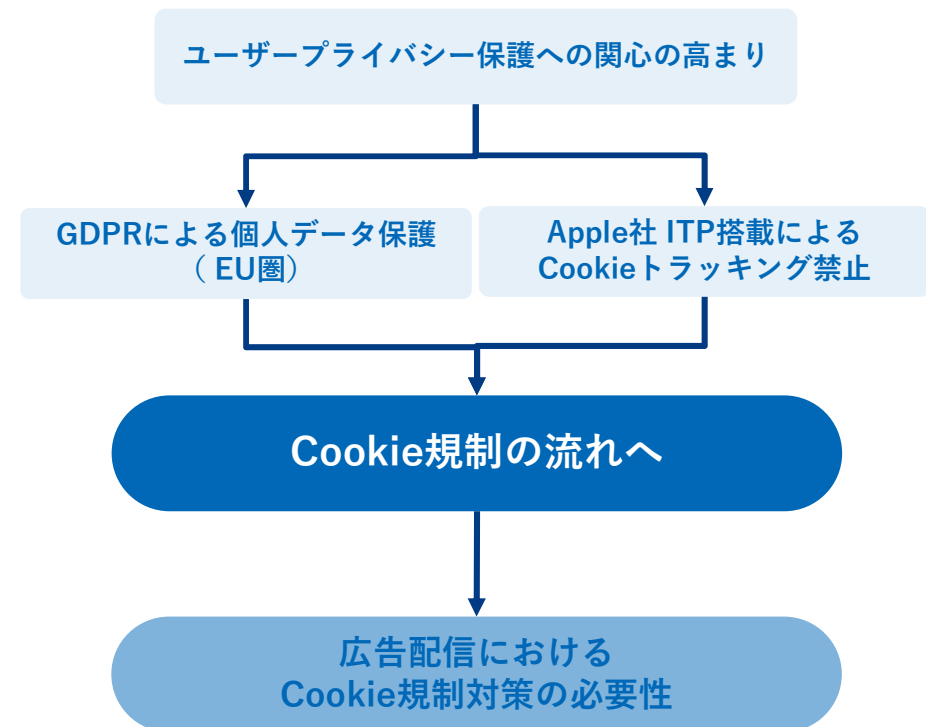 ユーザープライバシー保護への関心の高まり
GDPRによる個人データ保護
（EU圏）
Apple社 ITP搭載による
Cookieトラッキング禁止
Cookie規制の流れへ
広告配信における
Cookie規制対策の必要性